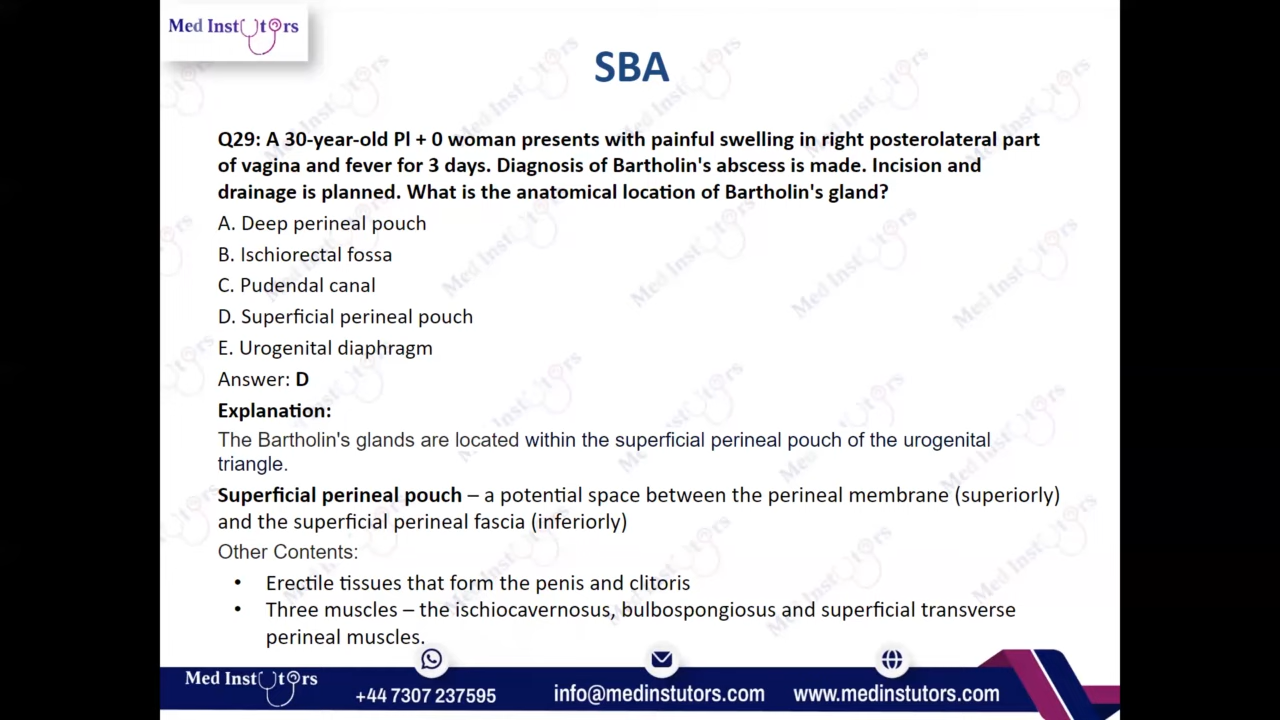 Med Instutors
SBA
Q29: A 30-year-old Pl + 0 woman presents with painful swelling in right posterolateral part
of vagina and fever for 3 days. Diagnosis of Bartholin's abscess is made. Incision and
drainage is planned. What is the anatomical location of Bartholin's gland?
A. Deep perineal pouch
B. Ischiorectal fossa
C. Pudendal canal
D. Superficial perineal pouch
E. Urogenital diaphragm
Answer: D
Explanation:
The Bartholin's glands are located within the superficial perineal pouch of the urogenital
triangle.
Superficial perineal pouch – a potential space between the perineal membrane (superiorly)
and the superficial perineal fascia (inferiorly)
Other Contents:
• Erectile tissues that form the penis and clitoris
• Three muscles – the ischiocavernosus, bulbospongiosus and superficial transverse
perineal muscles.
Med Instutors
+44 7307 237595
info@medinstutors.com
www.medinstutors.com